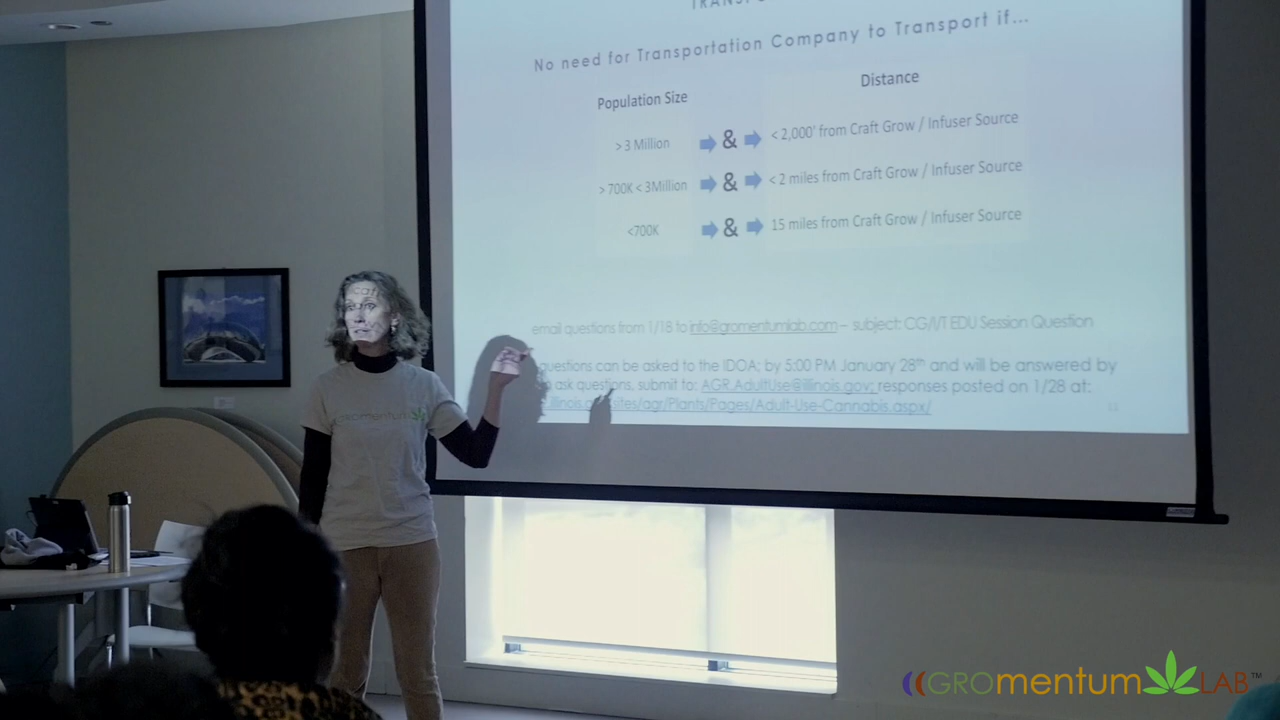 No need for Transportation Company to Transport if...
Population Size
Distance
> 3 Million & < 2,000' from Craft Grow / Infuser Source
> 700K < 3Million & < 2 miles from Craft Grow / Infuser Source
<700K & 15 miles from Craft Grow / Infuser Source
email questions from 1/18 to info@gromentumlab.com – subject: CG/I/T EDU Session Question
questions can be asked to the IDOA; by 5:00 PM January 28th and will be answered by
ask questions, submit to: AGR.AdultUse@illinois.gov; responses posted on 1/28 at:
/sites/agr/Plants/Pages/Adult-Use-Cannabis.aspx/
gromentum
GROmentum LAB™